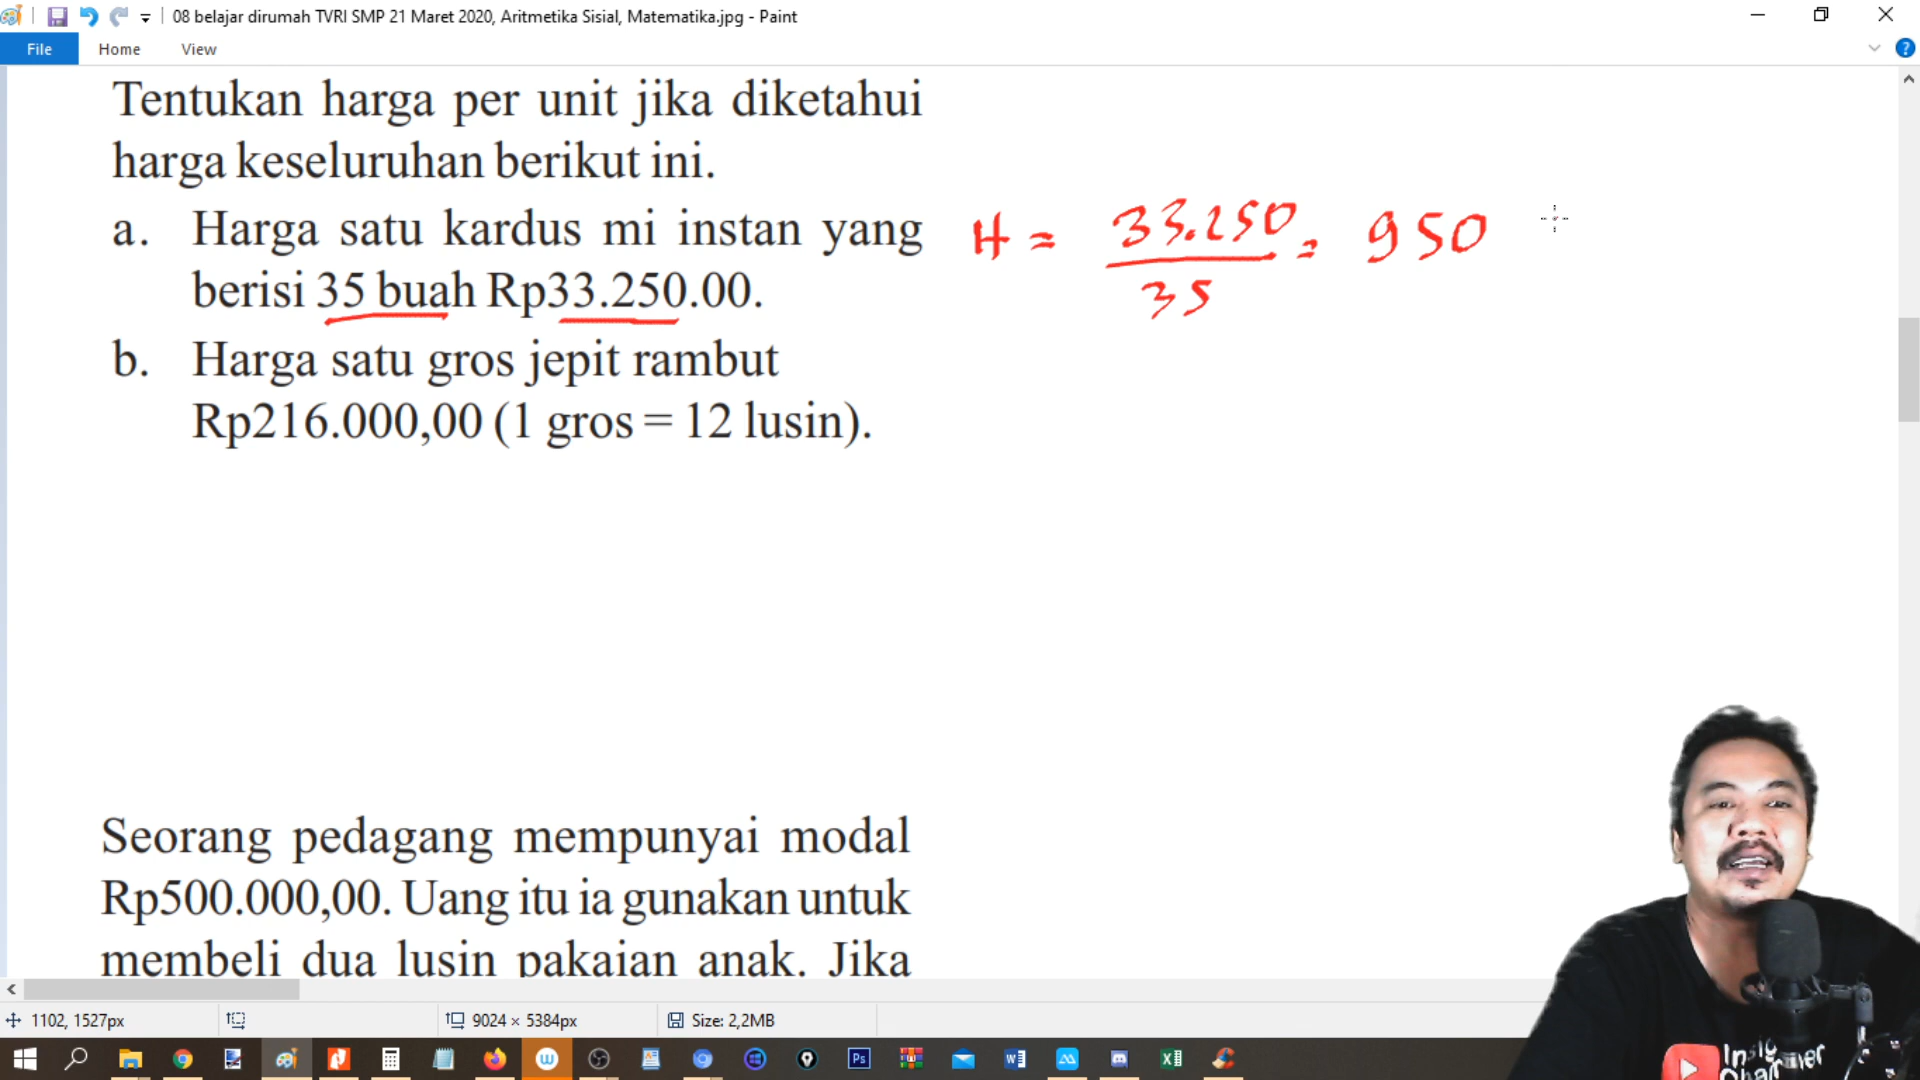 08 belajar dirumah TVRI SMP 21 Maret 2020, Aritmetika Sisial, Matematika.jpg - Paint
File Home View
Tentukan harga per unit jika diketahui
harga keseluruhan berikut ini.
a. Harga satu kardus mi instan yang
berisi 35 buah Rp33.250.00.
H = 33.250 = 950
35
b. Harga satu gros jepit rambut
Rp216.000,00 (1 gros = 12 lusin).
Seorang pedagang mempunyai modal
Rp500.000,00. Uang itu ia gunakan untuk
membeli dua lusin pakaian anak. Jika
1102, 1527px
9024 × 5384px
Size: 2,2MB